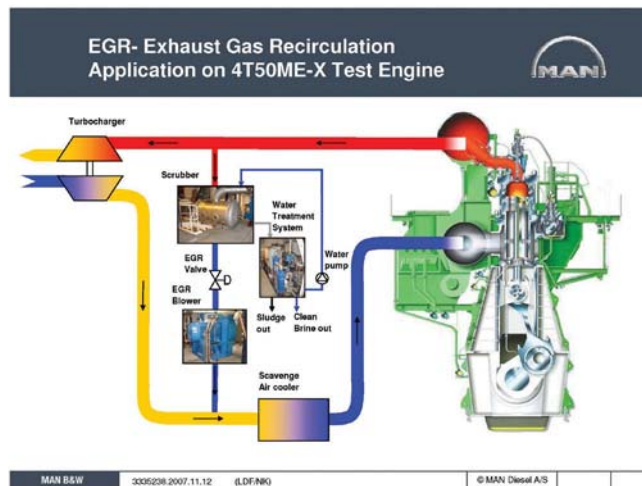 EGR- Exhaust Gas Recirculation
Application on 4T50ME-X Test Engine
MAN
Turbocharger
Scrubber
Water
Treatment
System
EGR
Valve
Water
pump
EGR
Blower
Sludge
out
Clean
Brine out
Scavenge
Air cooler
MAN B&W
3335238.2007.11.12
(LDF/NK)
© MAN Diesel A/S